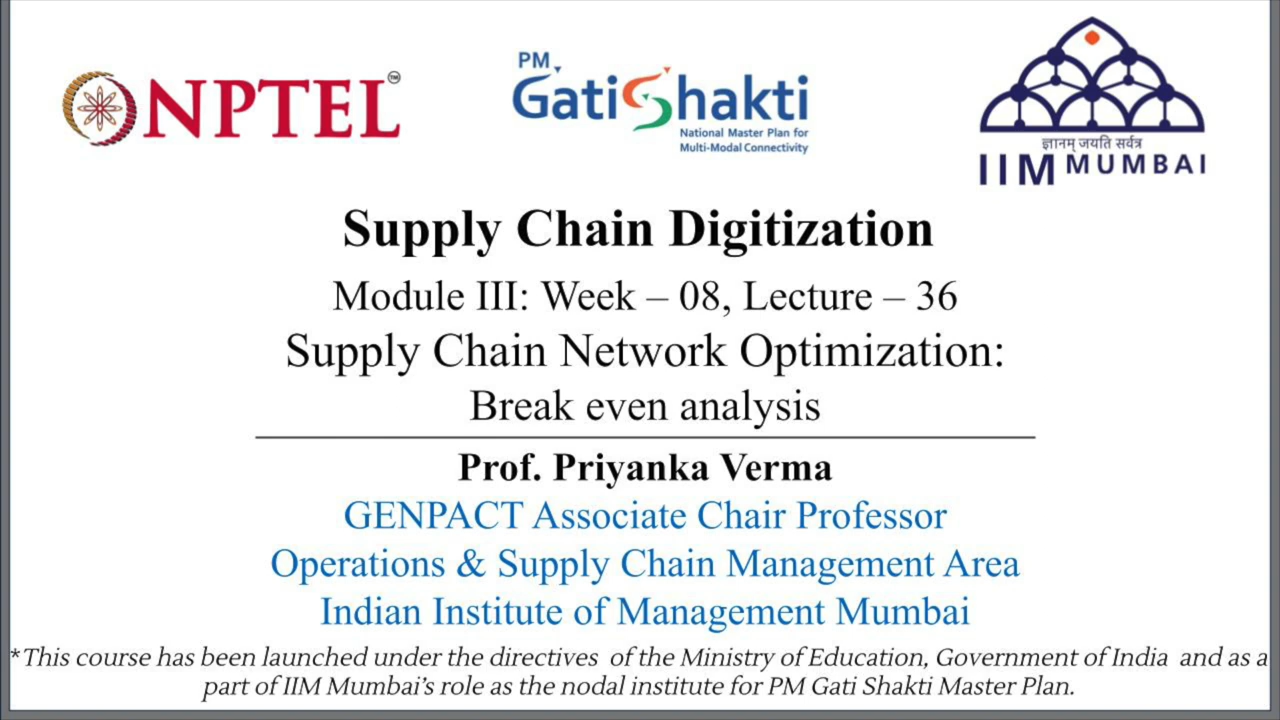 NPTEL™
PM
GatiShakti
National Master Plan for
Multi-Modal Connectivity
ज्ञानम् जयति सर्वत्र
IIM MUMBAI
Supply Chain Digitization
Module III: Week – 08, Lecture – 36
Supply Chain Network Optimization:
Break even analysis
Prof. Priyanka Verma
GENPACT Associate Chair Professor
Operations & Supply Chain Management Area
Indian Institute of Management Mumbai
*This course has been launched under the directives of the Ministry of Education, Government of India and as a
part of IIM Mumbai's role as the nodal institute for PM Gati Shakti Master Plan.